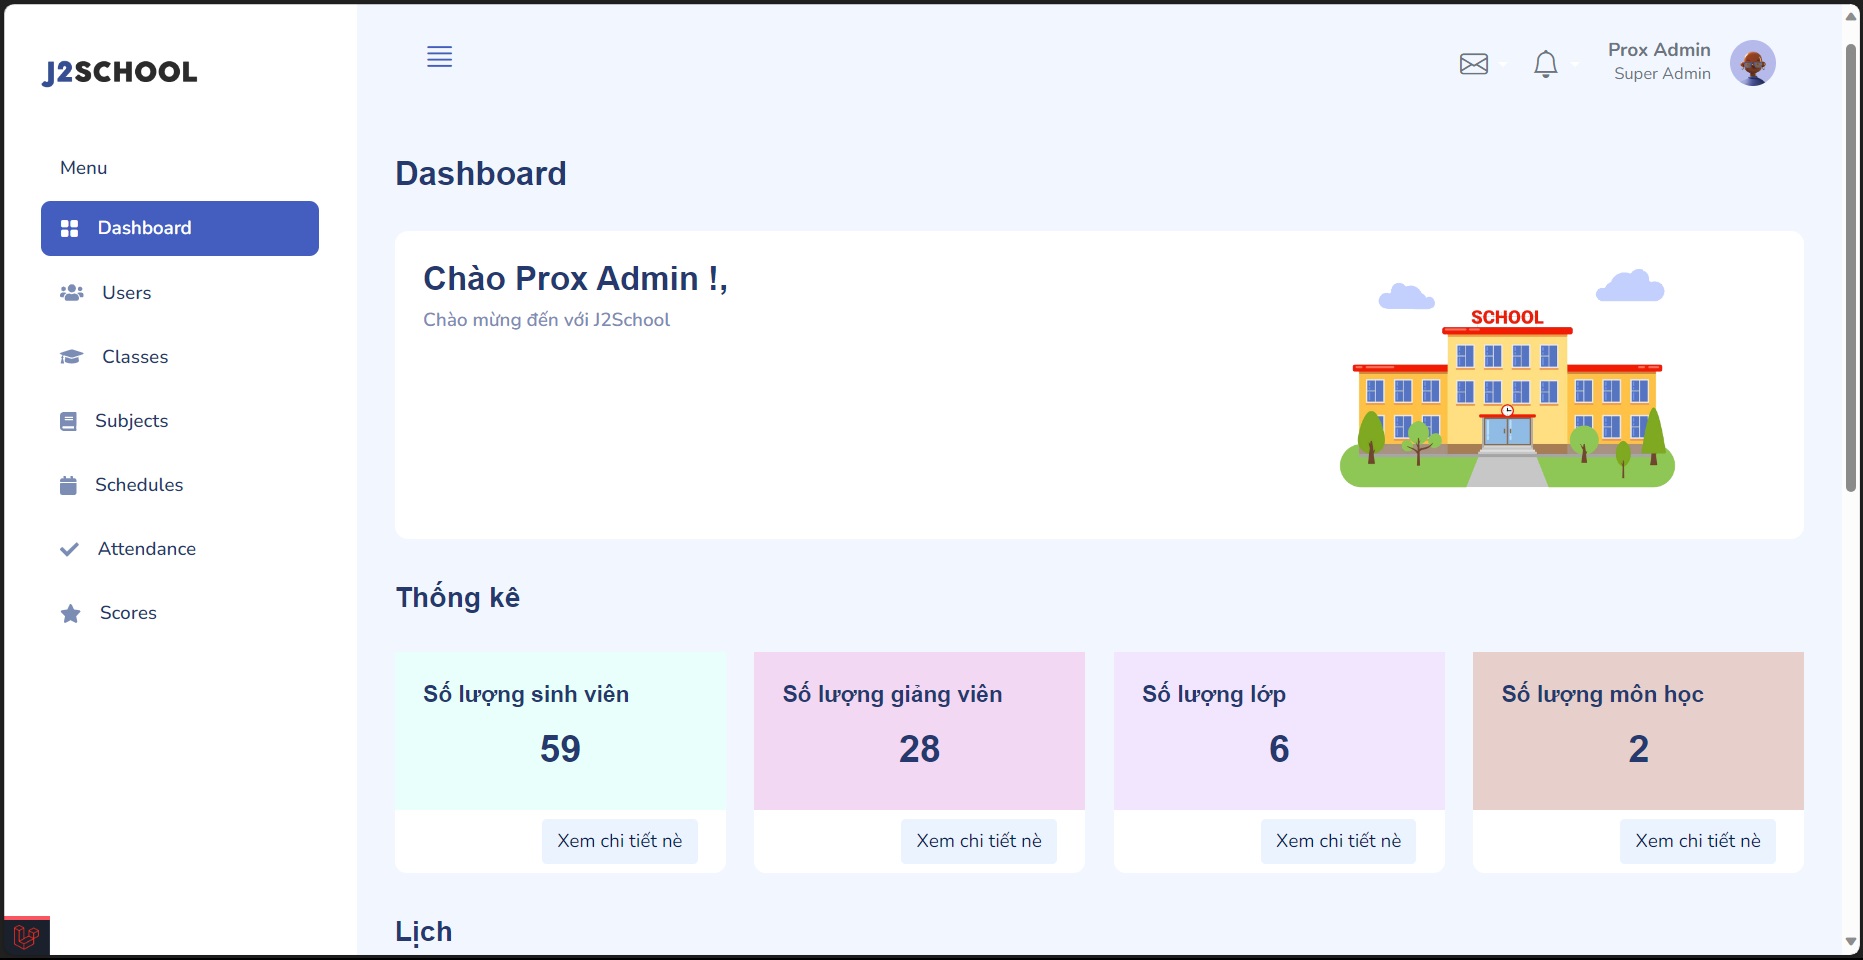 J2SCHOOL
Menu
Dashboard
Users
Classes
Subjects
Schedules
Attendance
Scores
Prox Admin
Super Admin
Dashboard
Chào Prox Admin !,
Chào mừng đến với J2School
SCHOOL
Thống kê
Số lượng sinh viên
59
Xem chi tiết nè
Số lượng giảng viên
28
Xem chi tiết nè
Số lượng lớp
6
Xem chi tiết nè
Số lượng môn học
2
Xem chi tiết nè
Lịch